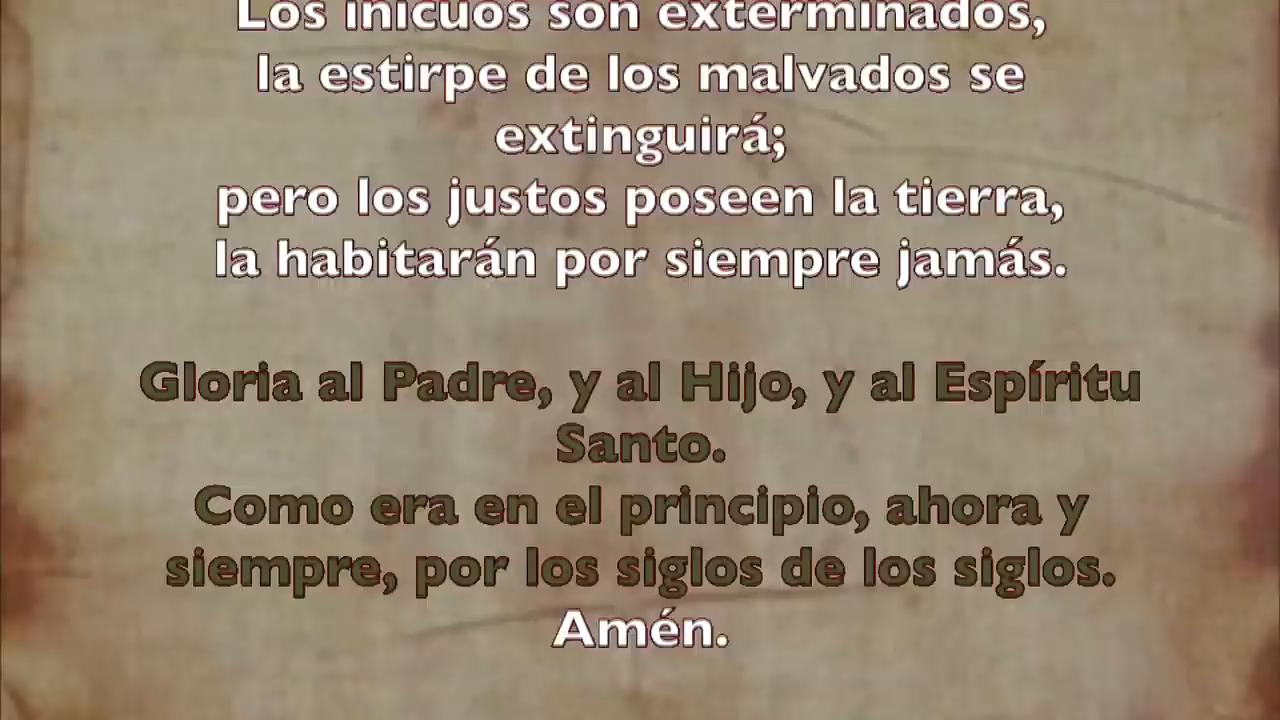 Los inicuos son exterminados,
la estirpe de los malvados se
extinguirá;
pero los justos poseen la tierra,
la habitarán por siempre jamás.
Gloria al Padre, y al Hijo, y al Espíritu
Santo.
Como era en el principio, ahora y
siempre, por los siglos de los siglos.
Amén.